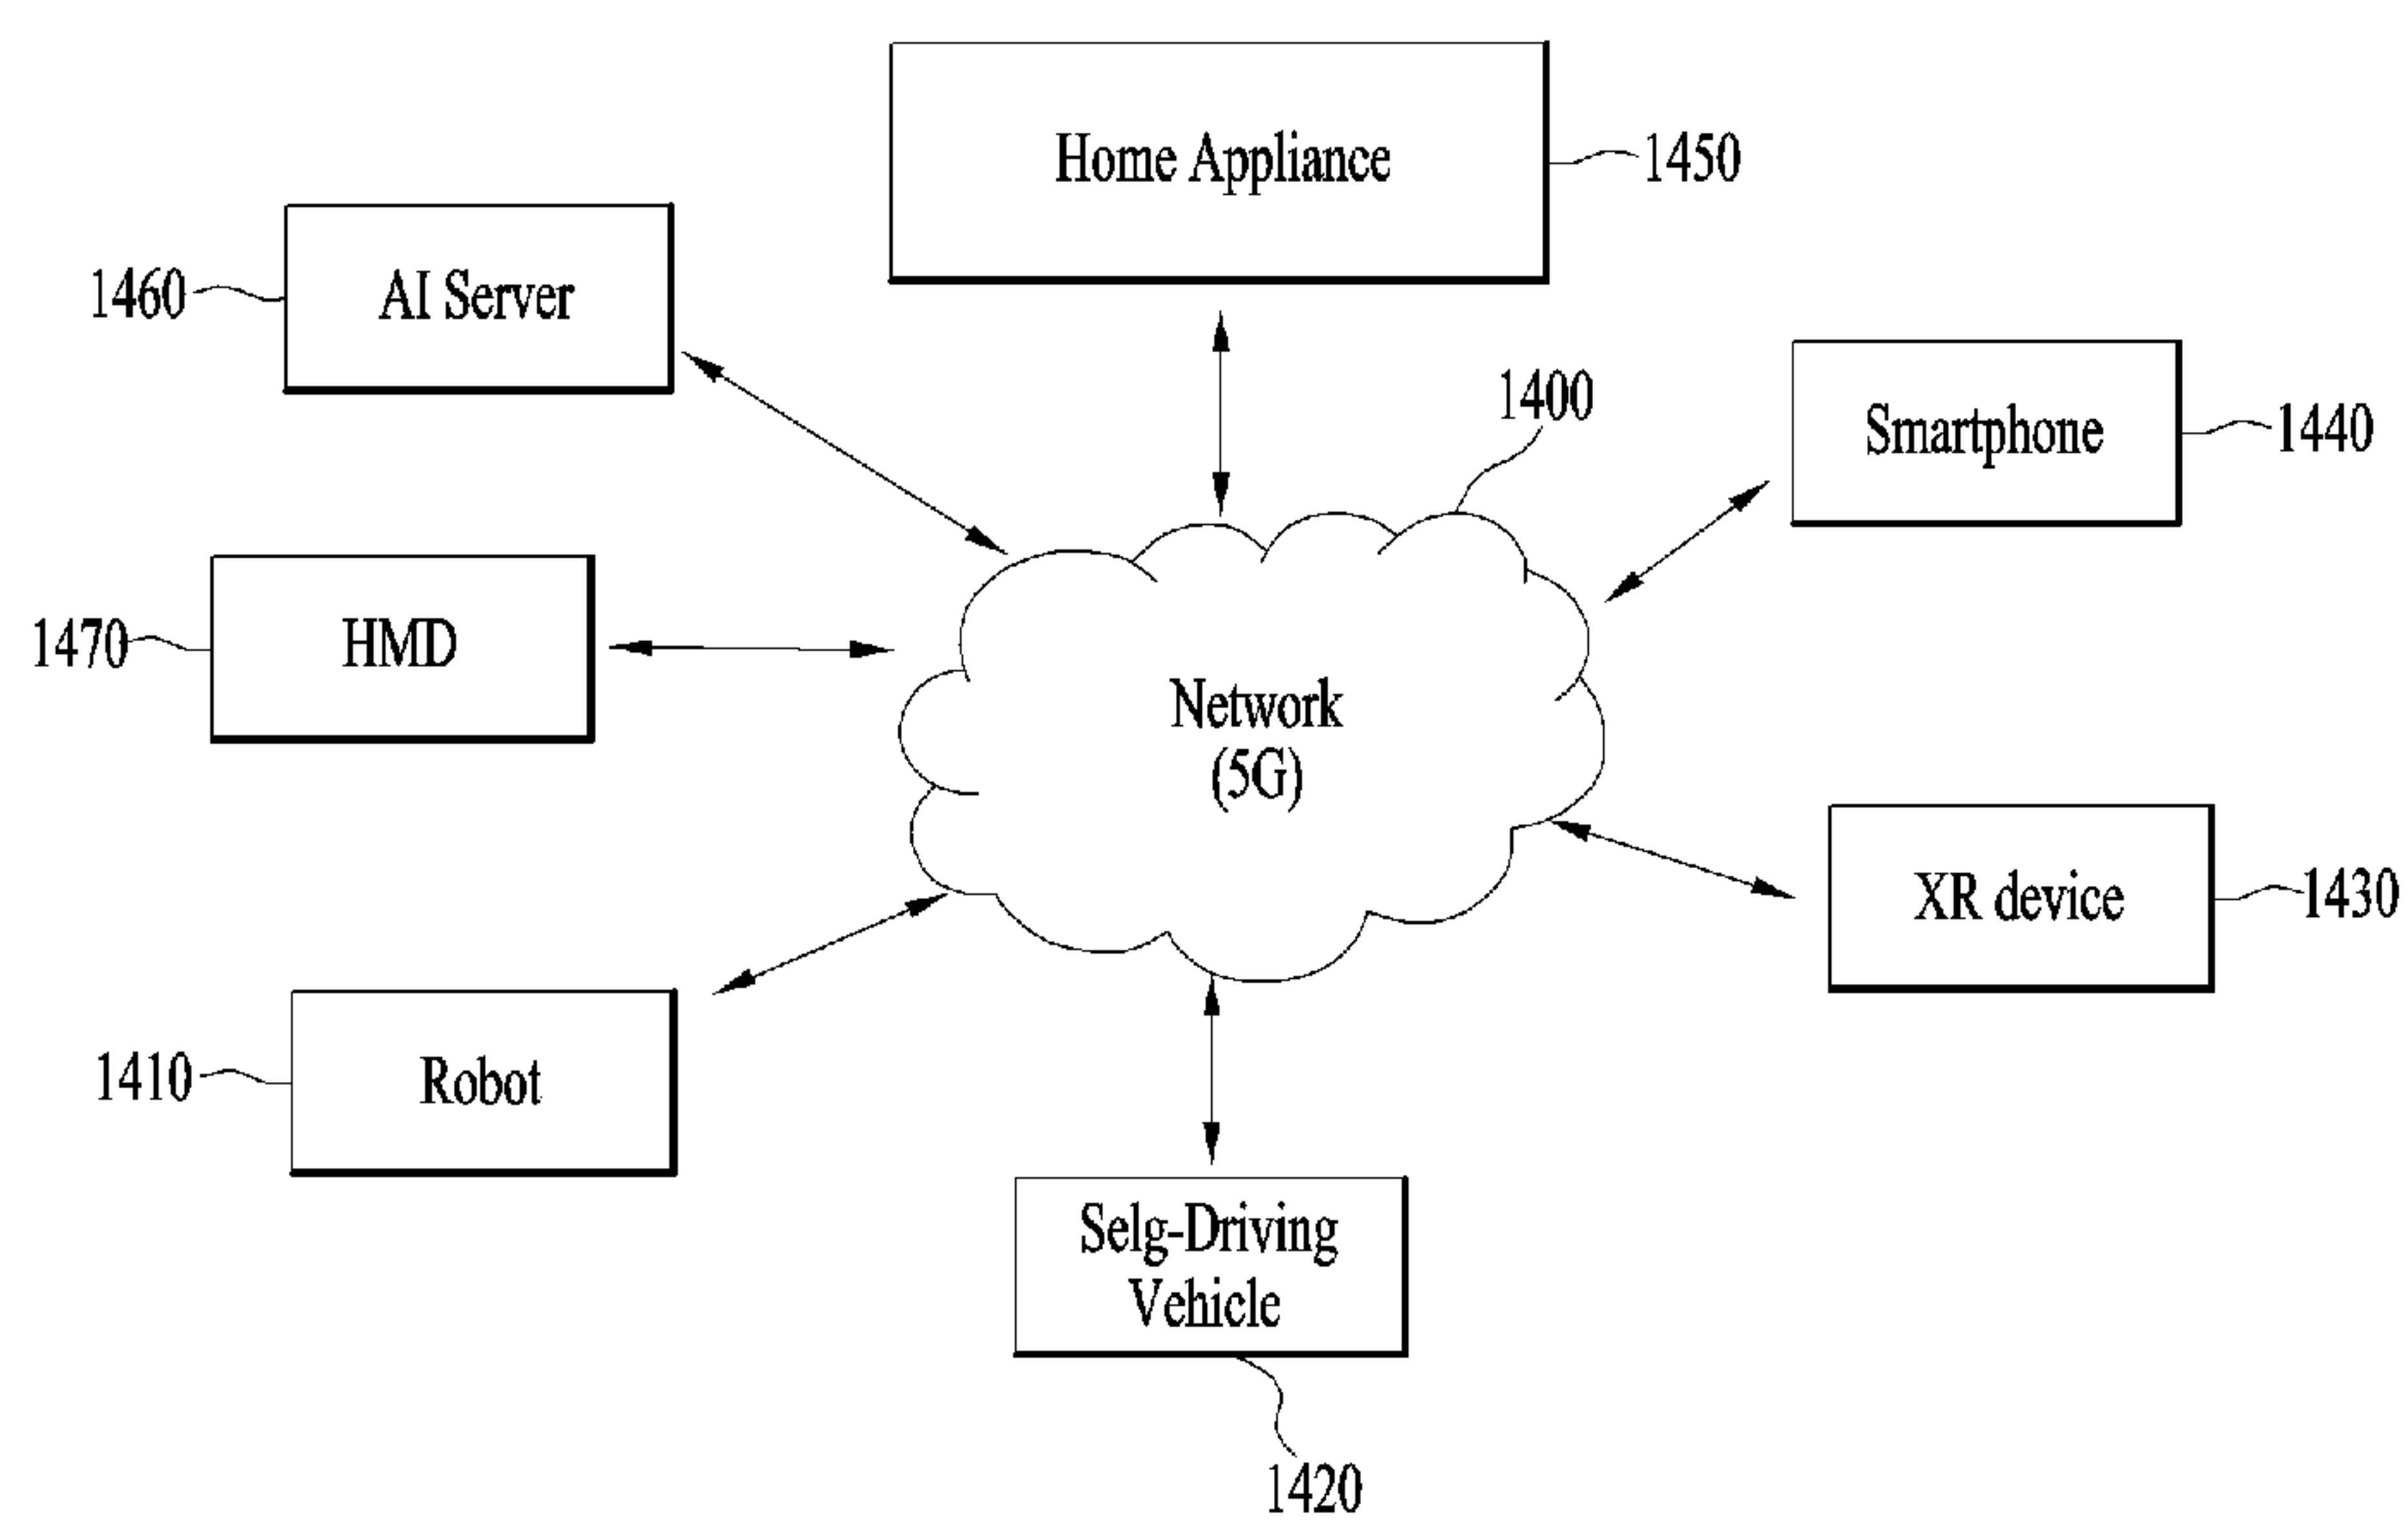 Home Appliance
1450
1460
AI Server
1400
Smartphone
1440
1470
HMD
Network
(5G)
XR device
1430
1410
Robot
Selg-Driving
Vehicle
1420